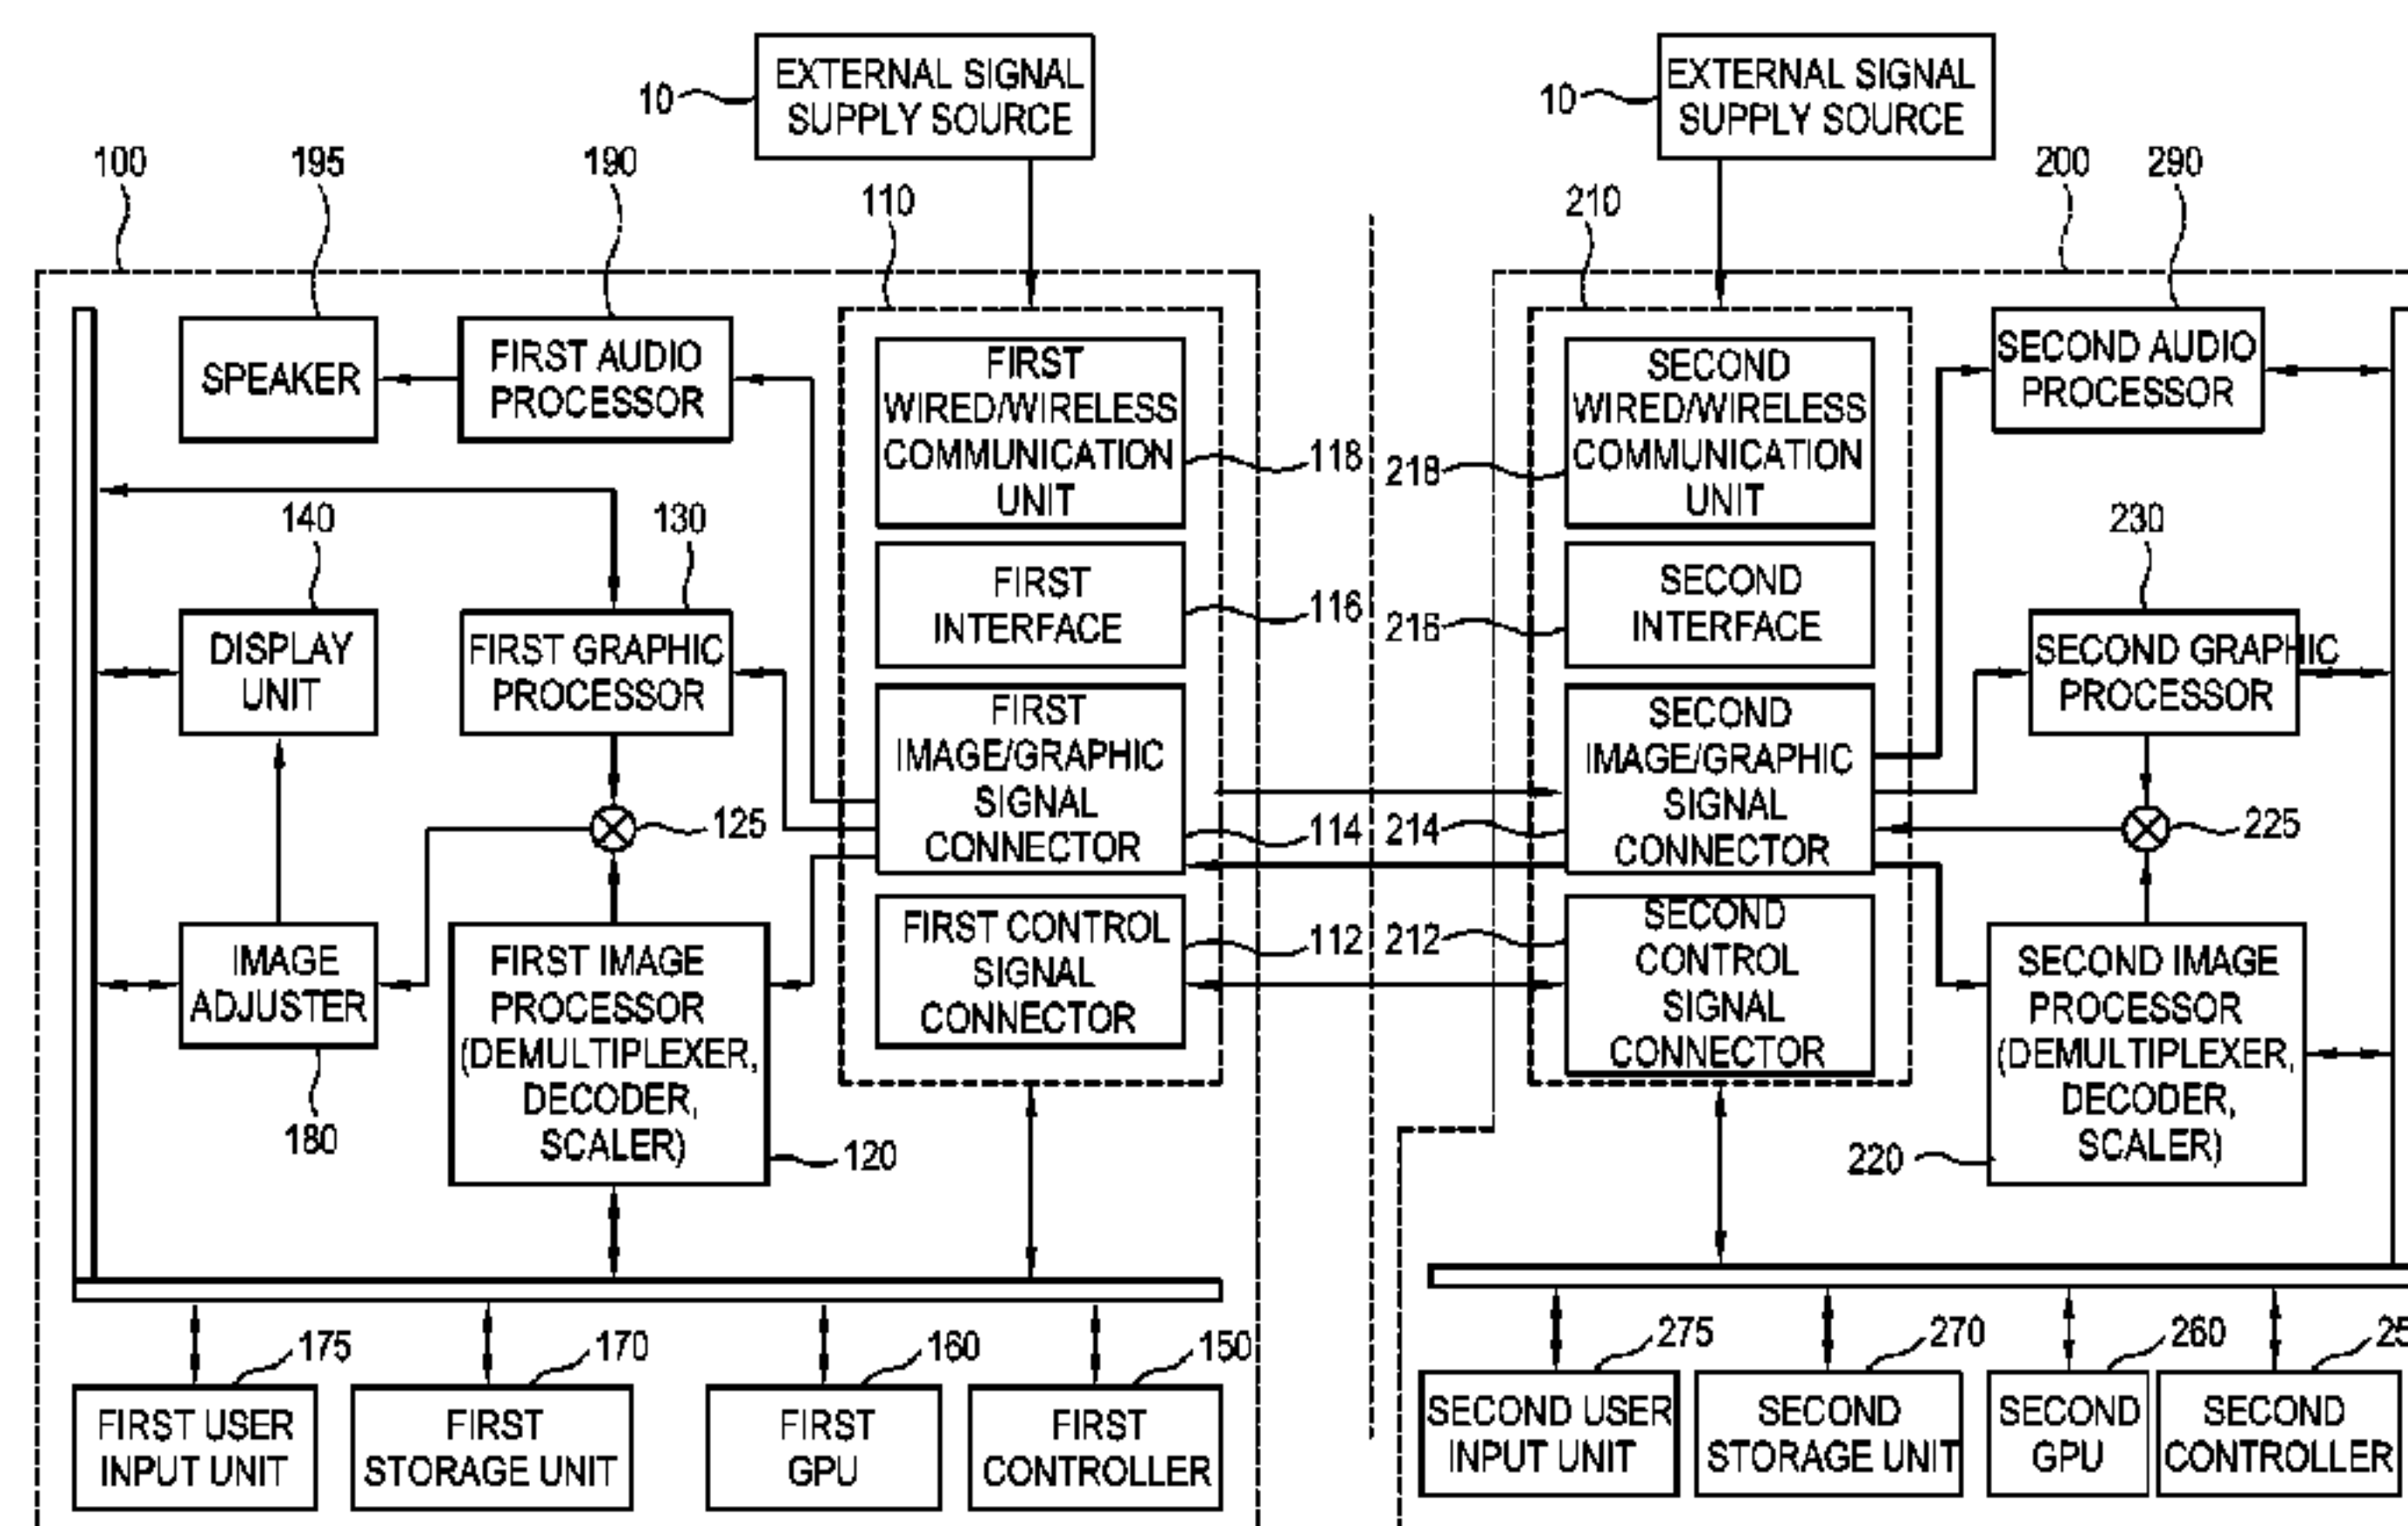 EXTERNAL SIGNAL
SUPPLY SOURCE
10
EXTERNAL SIGNAL
SUPPLY SOURCE
10
100
195
190
110
210
200
290
SPEAKER
FIRST AUDIO
PROCESSOR
FIRST
WIRED/WIRELESS
COMMUNICATION
UNIT
118
218
SECOND
WIRED/WIRELESS
COMMUNICATION
UNIT
SECOND AUDIO
PROCESSOR
140
130
230
DISPLAY
UNIT
FIRST GRAPHIC
PROCESSOR
FIRST
INTERFACE
116
216
SECOND
INTERFACE
SECOND GRAPHIC
PROCESSOR
FIRST
IMAGE/GRAPHIC
SIGNAL
CONNECTOR
125
114
214
SECOND
IMAGE/GRAPHIC
SIGNAL
CONNECTOR
225
IMAGE
ADJUSTER
180
FIRST IMAGE
PROCESSOR
(DEMULTIPLEXER,
DECODER,
SCALER)
120
FIRST CONTROL
SIGNAL
CONNECTOR
112
212
SECOND
CONTROL
SIGNAL
CONNECTOR
SECOND IMAGE
PROCESSOR
(DEMULTIPLEXER,
DECODER,
SCALER)
220
175
170
160
150
275
270
260
FIRST USER
INPUT UNIT
FIRST
STORAGE UNIT
FIRST
GPU
FIRST
CONTROLLER
SECOND USER
INPUT UNIT
SECOND
STORAGE UNIT
SECOND
GPU
SECOND
CONTROLLER